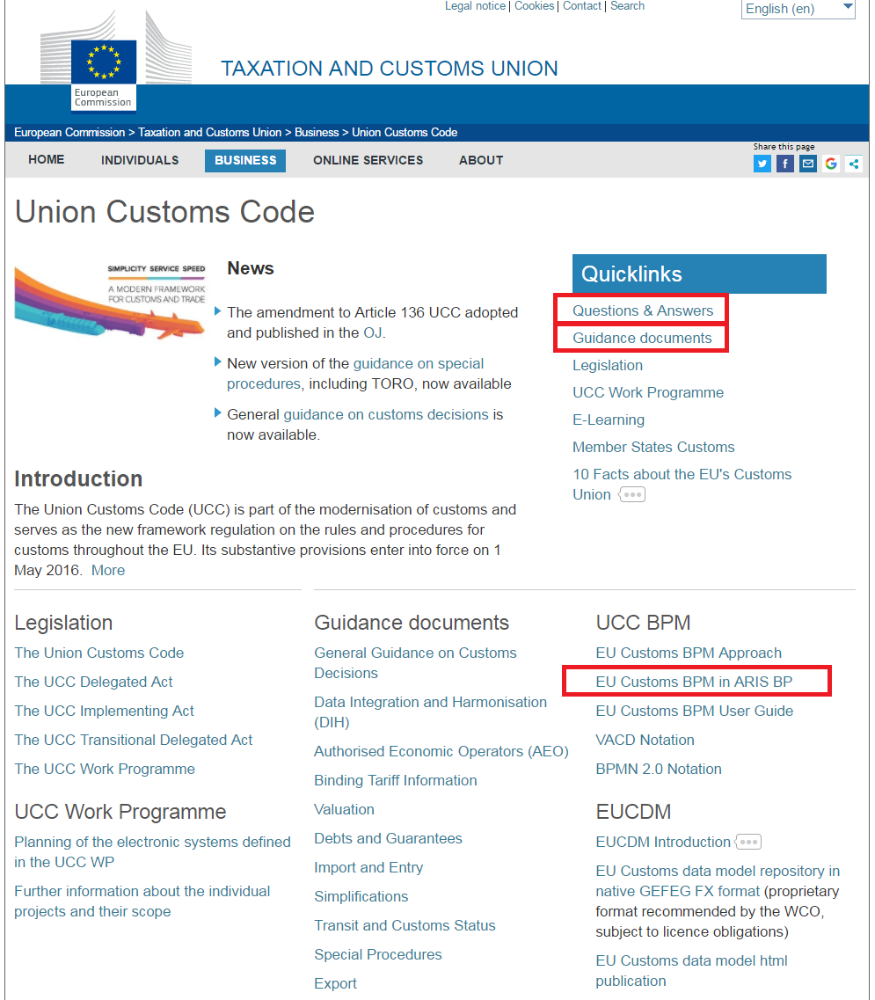 Legal notice | Cookies | Contact | Search
English (en)
European
Commission
TAXATION AND CUSTOMS UNION
European Commission > Taxation and Customs Union > Business > Union Customs Code
HOME
INDIVIDUALS
BUSINESS
ONLINE SERVICES
ABOUT
Share this page
Union Customs Code
SIMPLICITY SERVICE SPEED
A MODERN FRAMEWORK
FOR CUSTOMS AND TRADE
News
The amendment to Article 136 UCC adopted
and published in the OJ.
New version of the guidance on special
procedures, including TORO, now available
General guidance on customs decisions is
now available.
Quicklinks
Questions & Answers
Guidance documents
Legislation
UCC Work Programme
E-Learning
Member States Customs
10 Facts about the EU's Customs
Union
Introduction
The Union Customs Code (UCC) is part of the modernisation of customs and
serves as the new framework regulation on the rules and procedures for
customs throughout the EU. Its substantive provisions enter into force on 1
May 2016. More
Legislation
The Union Customs Code
The UCC Delegated Act
The UCC Implementing Act
The UCC Transitional Delegated Act
The UCC Work Programme
UCC Work Programme
Planning of the electronic systems defined
in the UCC WP
Further information about the individual
projects and their scope
Guidance documents
General Guidance on Customs
Decisions
Data Integration and Harmonisation
(DIH)
Authorised Economic Operators (AEO)
Binding Tariff Information
Valuation
Debts and Guarantees
Import and Entry
Simplifications
Transit and Customs Status
Special Procedures
Export
UCC BPM
EU Customs BPM Approach
EU Customs BPM in ARIS BP
EU Customs BPM User Guide
VACD Notation
BPMN 2.0 Notation
EUCDM
EUCDM Introduction
EU Customs data model repository in
native GEFEG FX format (proprietary
format recommended by the WCO,
subject to licence obligations)
EU Customs data model html
publication